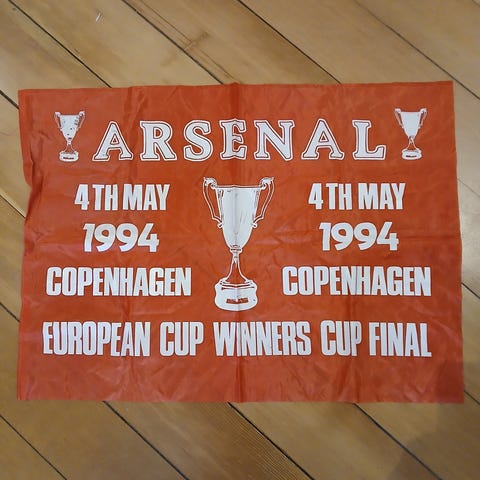 ARSENAL
4TH MAY 4TH MAY
1994 1994
COPENHAGEN COPENHAGEN
EUROPEAN CUP WINNERS CUP FINAL